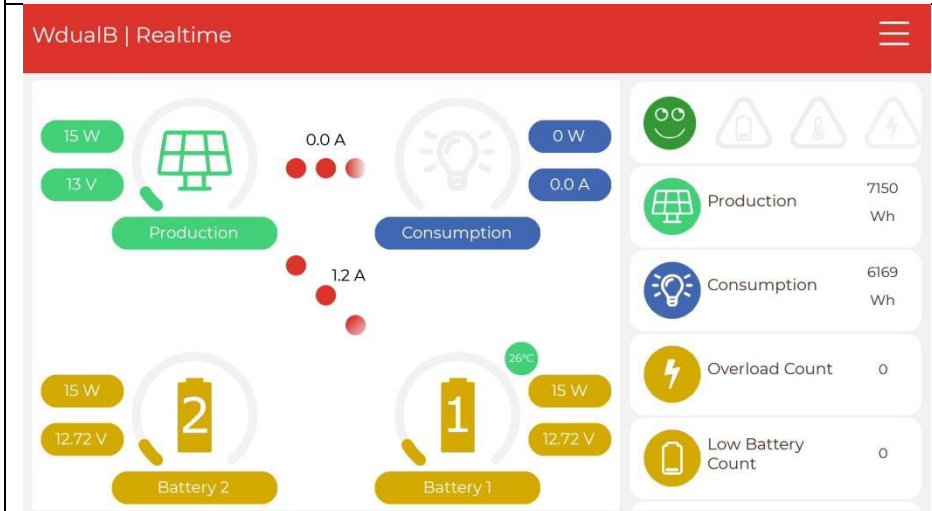 WdualB | Realtime
15 W
13 V
Production
0.0 A
0 W
0.0 A
Consumption
1.2 A
15 W
12.72 V
2
Battery 2
26°C
1
15 W
12.72 V
Battery 1
Production
7150
Wh
Consumption
6169
Wh
Overload Count
0
Low Battery
Count
0